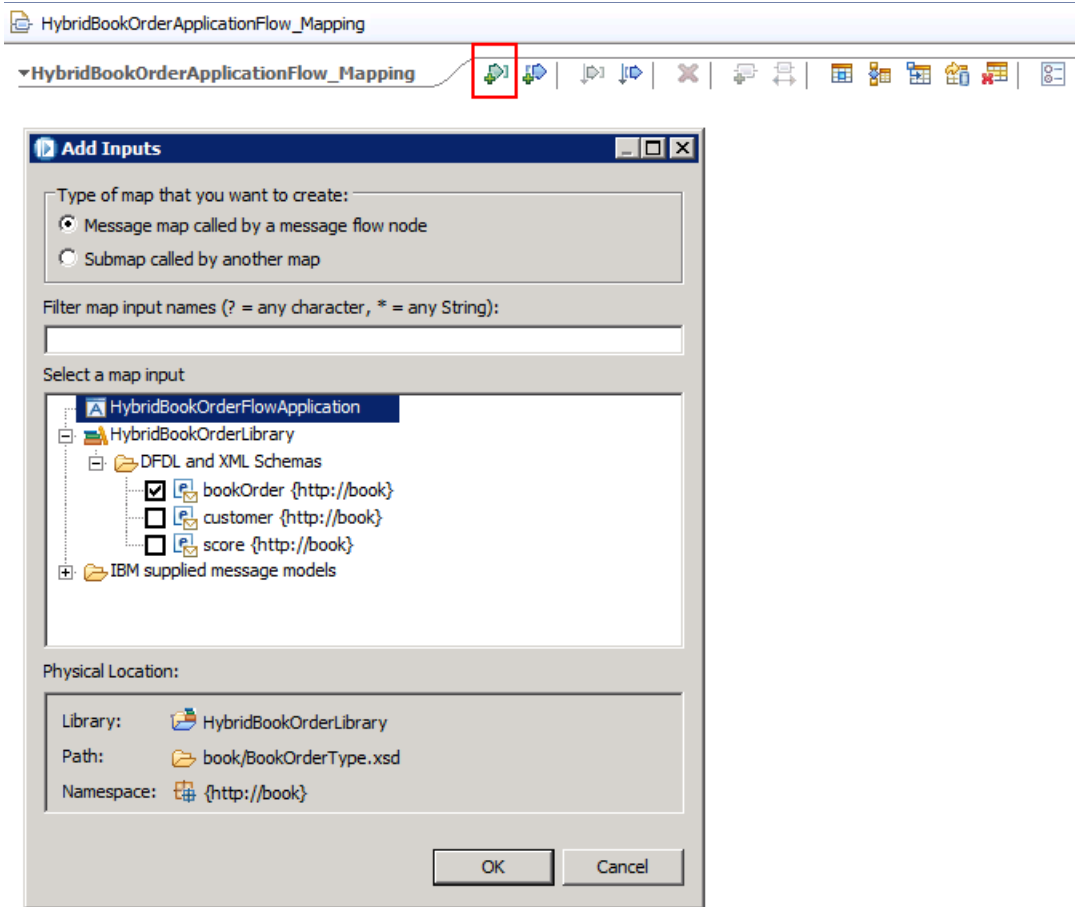 HybridBookOrderApplicationFlow_Mapping
HybridBookOrderApplicationFlow_Mapping
Add Inputs
Type of map that you want to create:
Message map called by a message flow node
Submap called by another map
Filter map input names (? = any character, * = any String):
Select a map input
HybridBookOrderFlowApplication
HybridBookOrderLibrary
DFDL and XML Schemas
bookOrder {http://book}
customer {http://book}
score {http://book}
IBM supplied message models
Physical Location:
Library: HybridBookOrderLibrary
Path: book/BookOrderType.xsd
Namespace: {http://book}
OK Cancel